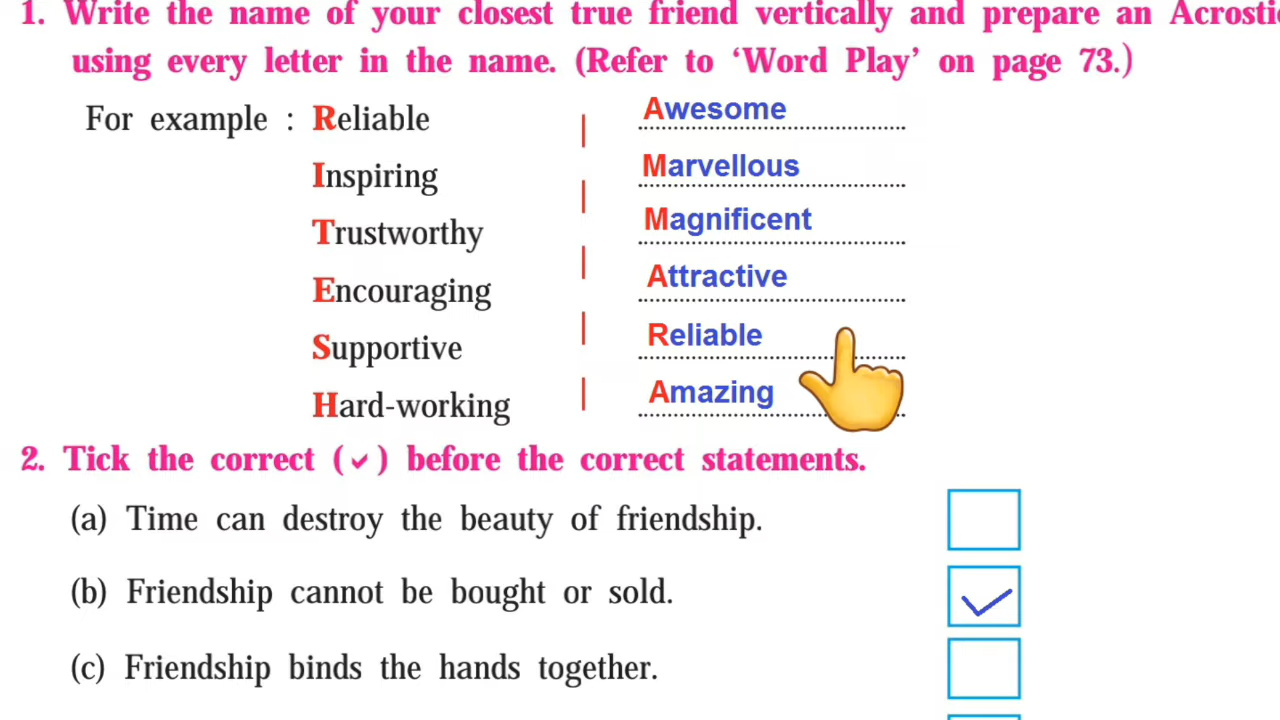 1. Write the name of your closest true friend vertically and prepare an Acrostic
using every letter in the name. (Refer to ‘Word Play’ on page 73.)
For example : Reliable Awesome
Inspiring Marvellous
Trustworthy Magnificent
Encouraging Attractive
Supportive Reliable
Hard-working Amazing
2. Tick the correct (✓) before the correct statements.
(a) Time can destroy the beauty of friendship.
(b) Friendship cannot be bought or sold. ✓
(c) Friendship binds the hands together.